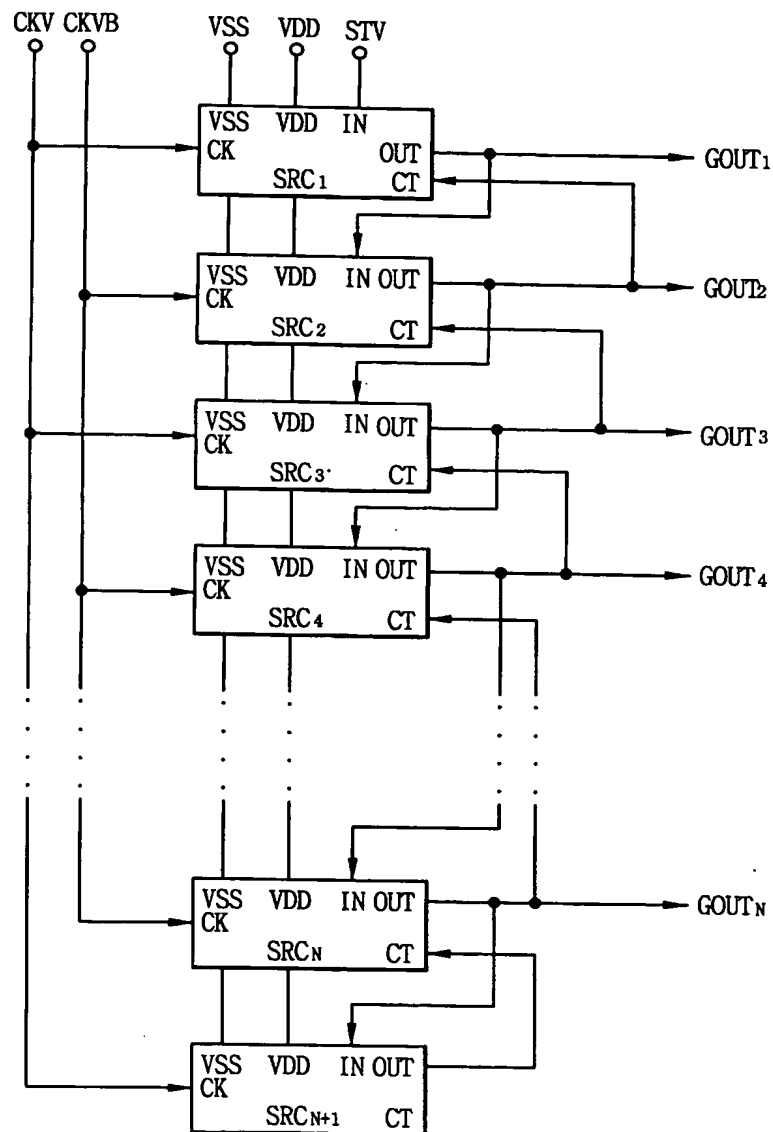 CKV CKVB VSS VDD STV
VSS VDD IN
CK OUT
GOUT1
SRC1 CT
VSS VDD IN OUT
CK
GOUT2
SRC2 CT
VSS VDD IN OUT
CK
GOUT3
SRC3 CT
VSS VDD IN OUT
CK
GOUT4
SRC4 CT
VSS VDD IN OUT
CK
GOUTN
SRCN CT
VSS VDD IN OUT
CK
SRCN+1 CT